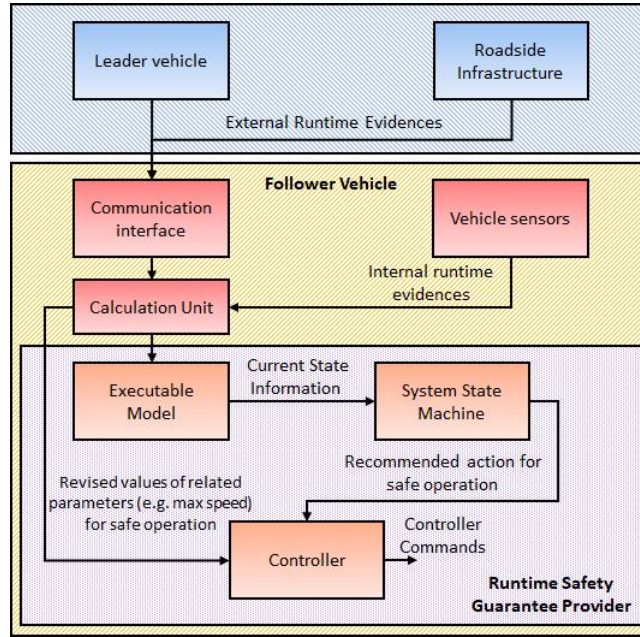 Leader vehicle
Roadside
Infrastructure
External Runtime Evidences
Follower Vehicle
Communication
interface
Vehicle sensors
Internal runtime
evidences
Calculation Unit
Executable
Model
Current State
Information
System State
Machine
Recommended action for
safe operation
Revised values of related
parameters (e.g. max speed)
for safe operation
Controller
Controller
Commands
Runtime Safety
Guarantee Provider